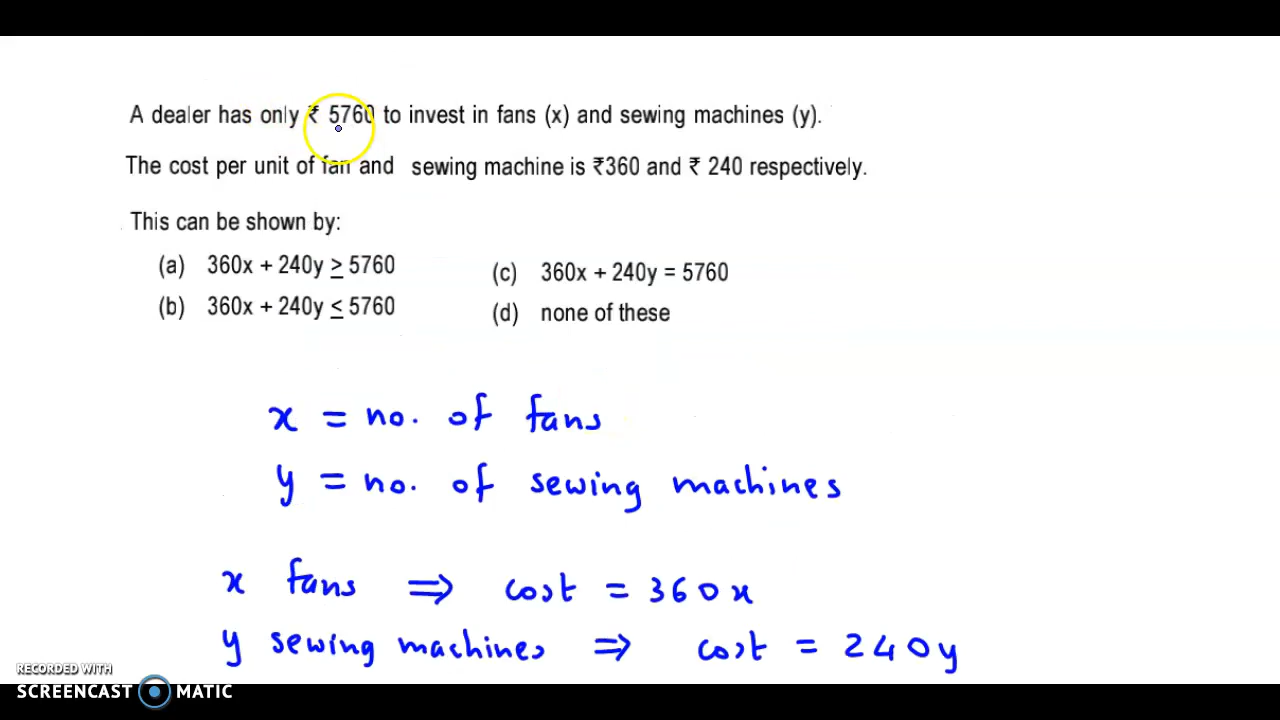 A dealer has only ₹ 5760 to invest in fans (x) and sewing machines (y).
The cost per unit of fan and sewing machine is ₹360 and ₹ 240 respectively.
This can be shown by:
(a) 360x + 240y ≥ 5760
(c) 360x + 240y = 5760
(b) 360x + 240y ≤ 5760
(d) none of these
x = no. of fans
y = no. of sewing machines
x fans ⇒ cost = 360x
y sewing machines ⇒ cost = 240y
RECORDED WITH
SCREENCAST MATIC